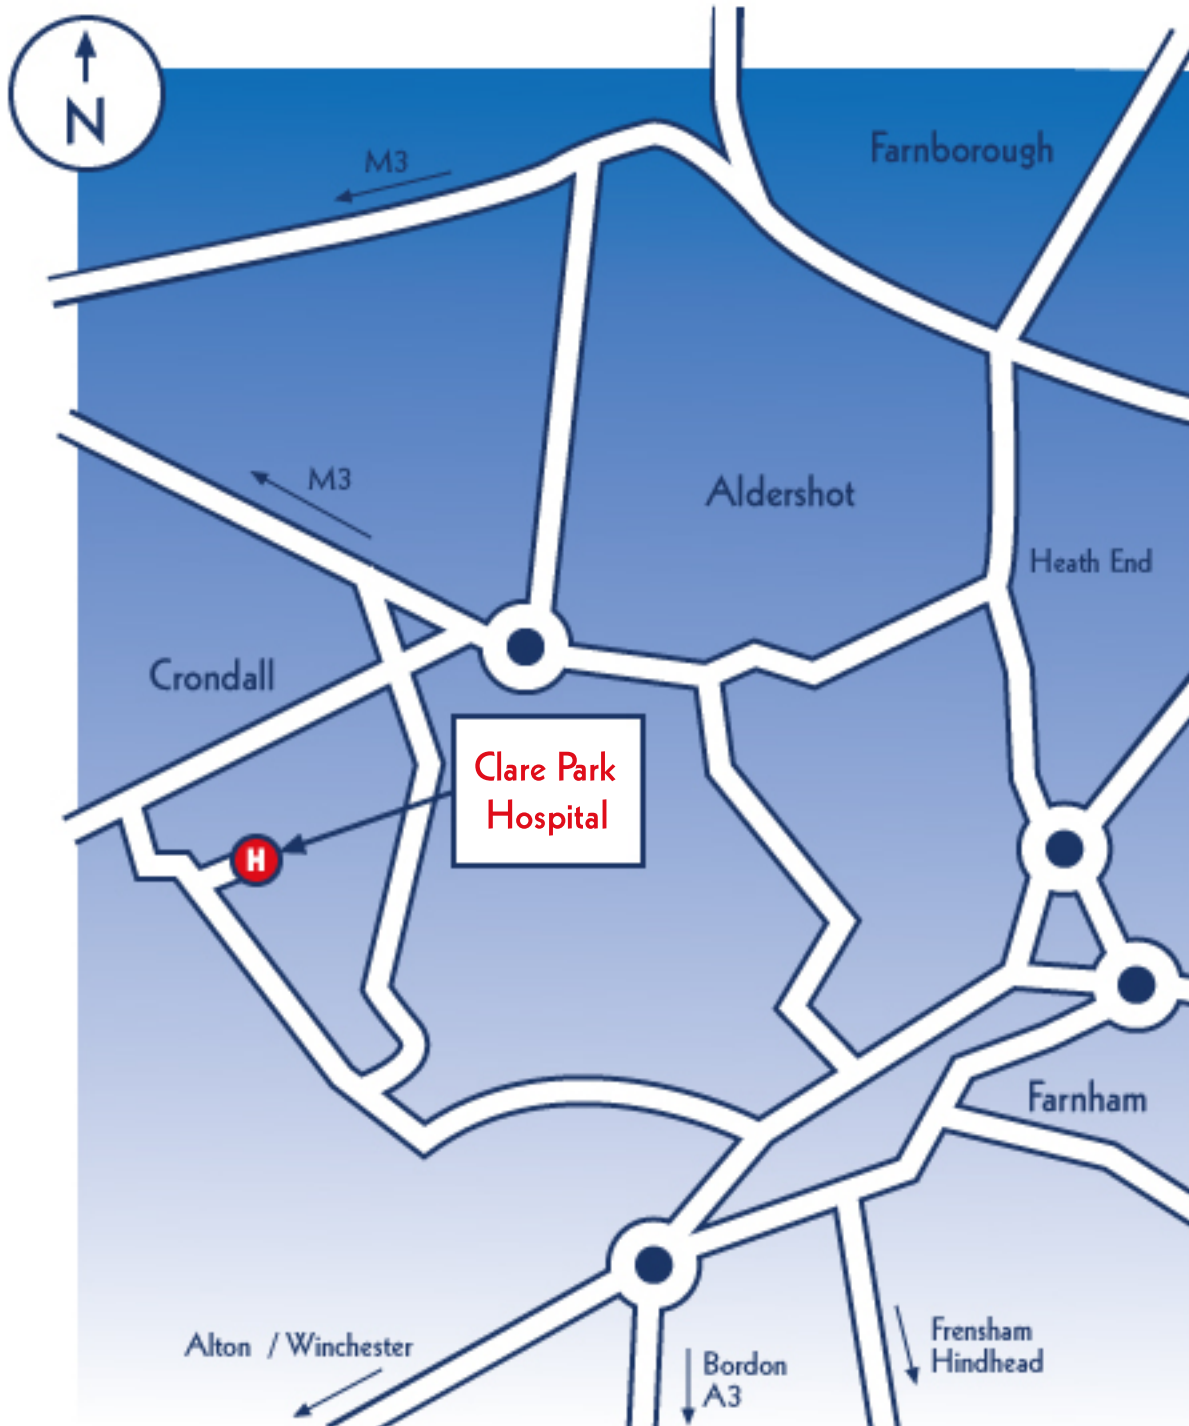 N
M3
Farnborough
M3
Aldershot
Heath End
Crondall
Clare Park
Hospital
H
Farnham
Alton / Winchester
Bordon
A3
Frensham
Hindhead